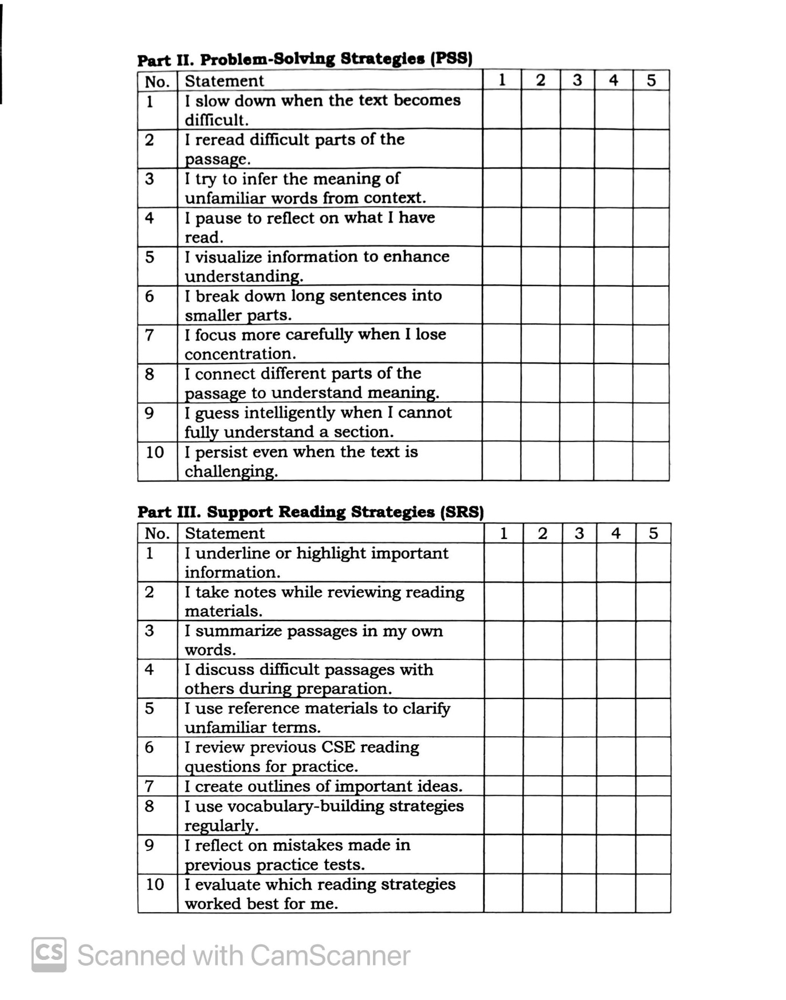 Part II. Problem-Solving Strategies (PSS)
No. Statement 1 2 3 4 5
1 I slow down when the text becomes
difficult.
2 I reread difficult parts of the
passage.
3 I try to infer the meaning of
unfamiliar words from context.
4 I pause to reflect on what I have
read.
5 I visualize information to enhance
understanding.
6 I break down long sentences into
smaller parts.
7 I focus more carefully when I lose
concentration.
8 I connect different parts of the
passage to understand meaning.
9 I guess intelligently when I cannot
fully understand a section.
10 I persist even when the text is
challenging.
Part III. Support Reading Strategies (SRS)
No. Statement 1 2 3 4 5
1 I underline or highlight important
information.
2 I take notes while reviewing reading
materials.
3 I summarize passages in my own
words.
4 I discuss difficult passages with
others during preparation.
5 I use reference materials to clarify
unfamiliar terms.
6 I review previous CSE reading
questions for practice.
7 I create outlines of important ideas.
8 I use vocabulary-building strategies
regularly.
9 I reflect on mistakes made in
previous practice tests.
10 I evaluate which reading strategies
worked best for me.
CS Scanned with CamScanner